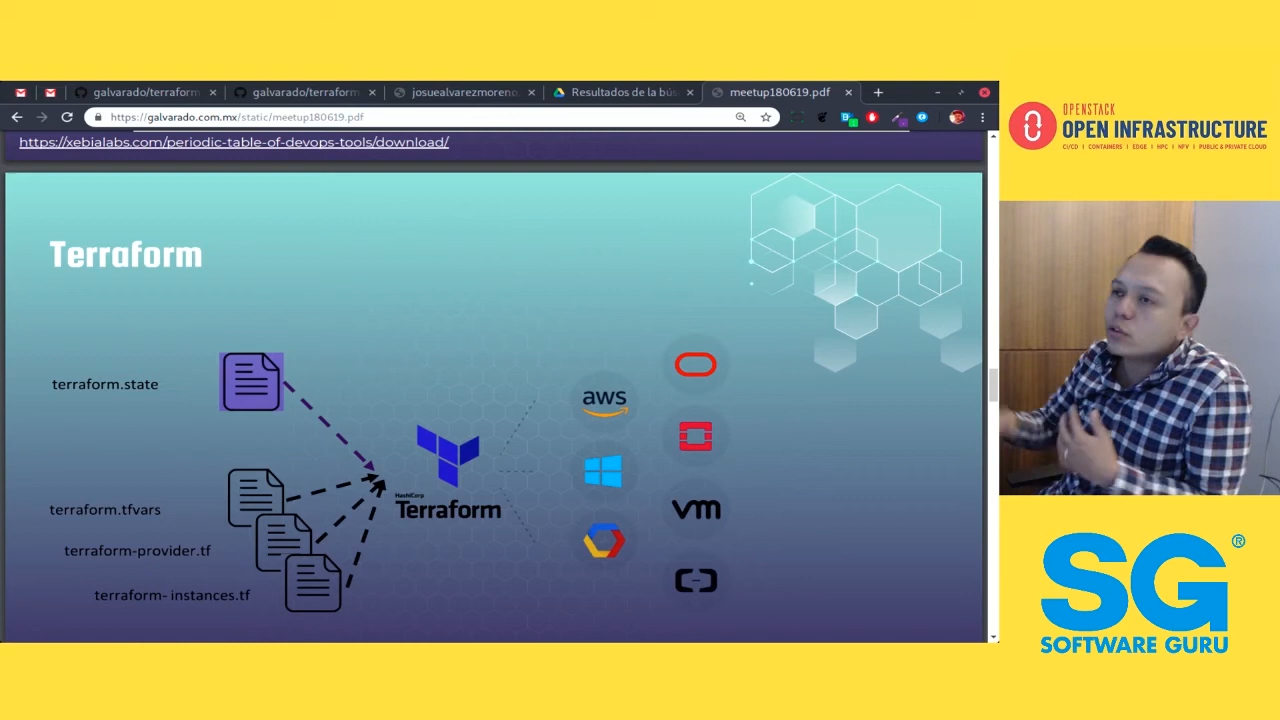 galvarado/terraform
galvarado/terraform
josuealvarezmoreno
Resultados de la bús
meetup180619.pdf
https://galvarado.com.mx/static/meetup180619.pdf
https://xebialabs.com/periodic-table-of-devops-tools/download/
Terraform
terraform.state
terraform.tfvars
terraform-provider.tf
terraform- instances.tf
HashiCorp
Terraform
aws
vm
OPENSTACK
OPEN INFRASTRUCTURE
CI/CD | CONTAINERS | EDGE | HPC | NFV | PUBLIC & PRIVATE CLOUD
SG®
SOFTWARE GURU